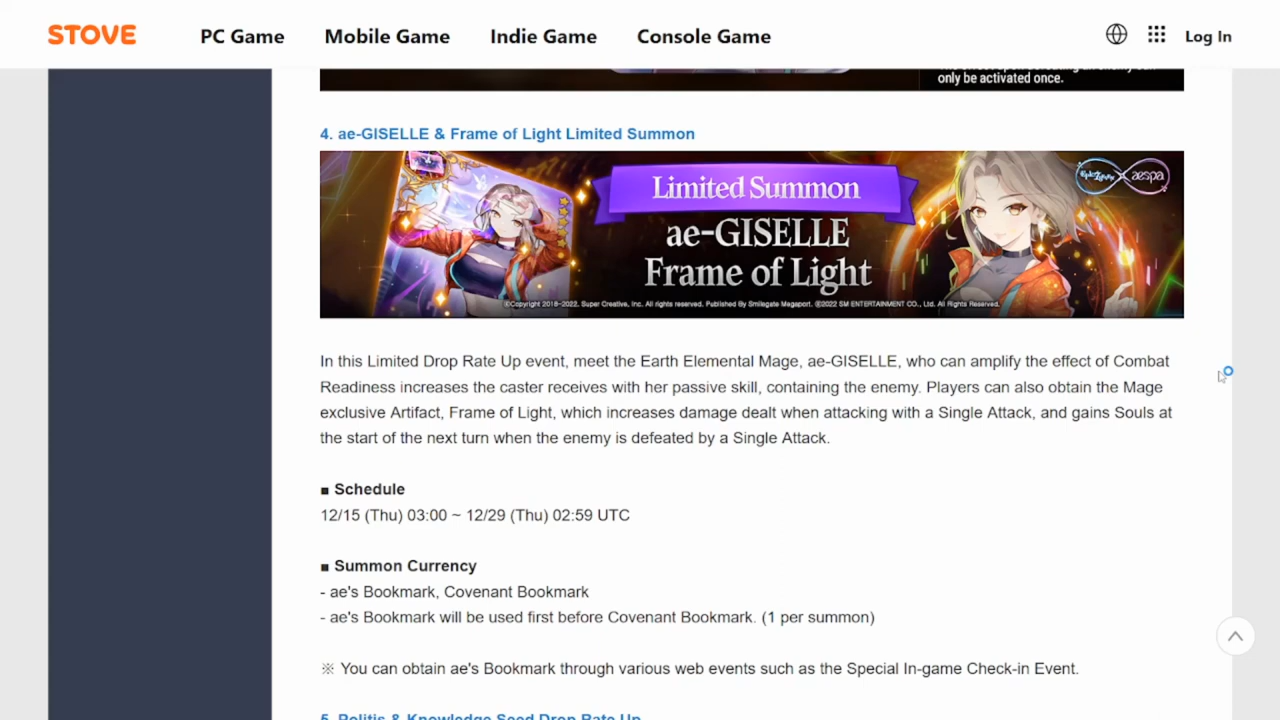 STOVE
PC Game
Mobile Game
Indie Game
Console Game
Log In
only be activated once.
4. ae-GISELLE & Frame of Light Limited Summon
Limited Summon
ae-GISELLE
Frame of Light
aespa
©Copyright 2018-2022. Super Creative, Inc. All rights reserved. Published By Smilegate Megaport. ©2022 SM ENTERTAINMENT CO., Ltd. All Rights Reserved.
In this Limited Drop Rate Up event, meet the Earth Elemental Mage, ae-GISELLE, who can amplify the effect of Combat
Readiness increases the caster receives with her passive skill, containing the enemy. Players can also obtain the Mage
exclusive Artifact, Frame of Light, which increases damage dealt when attacking with a Single Attack, and gains Souls at
the start of the next turn when the enemy is defeated by a Single Attack.
■ Schedule
12/15 (Thu) 03:00 ~ 12/29 (Thu) 02:59 UTC
■ Summon Currency
- ae's Bookmark, Covenant Bookmark
- ae's Bookmark will be used first before Covenant Bookmark. (1 per summon)
※ You can obtain ae's Bookmark through various web events such as the Special In-game Check-in Event.
5. Politis & Knowledge Seed Drop Rate Up